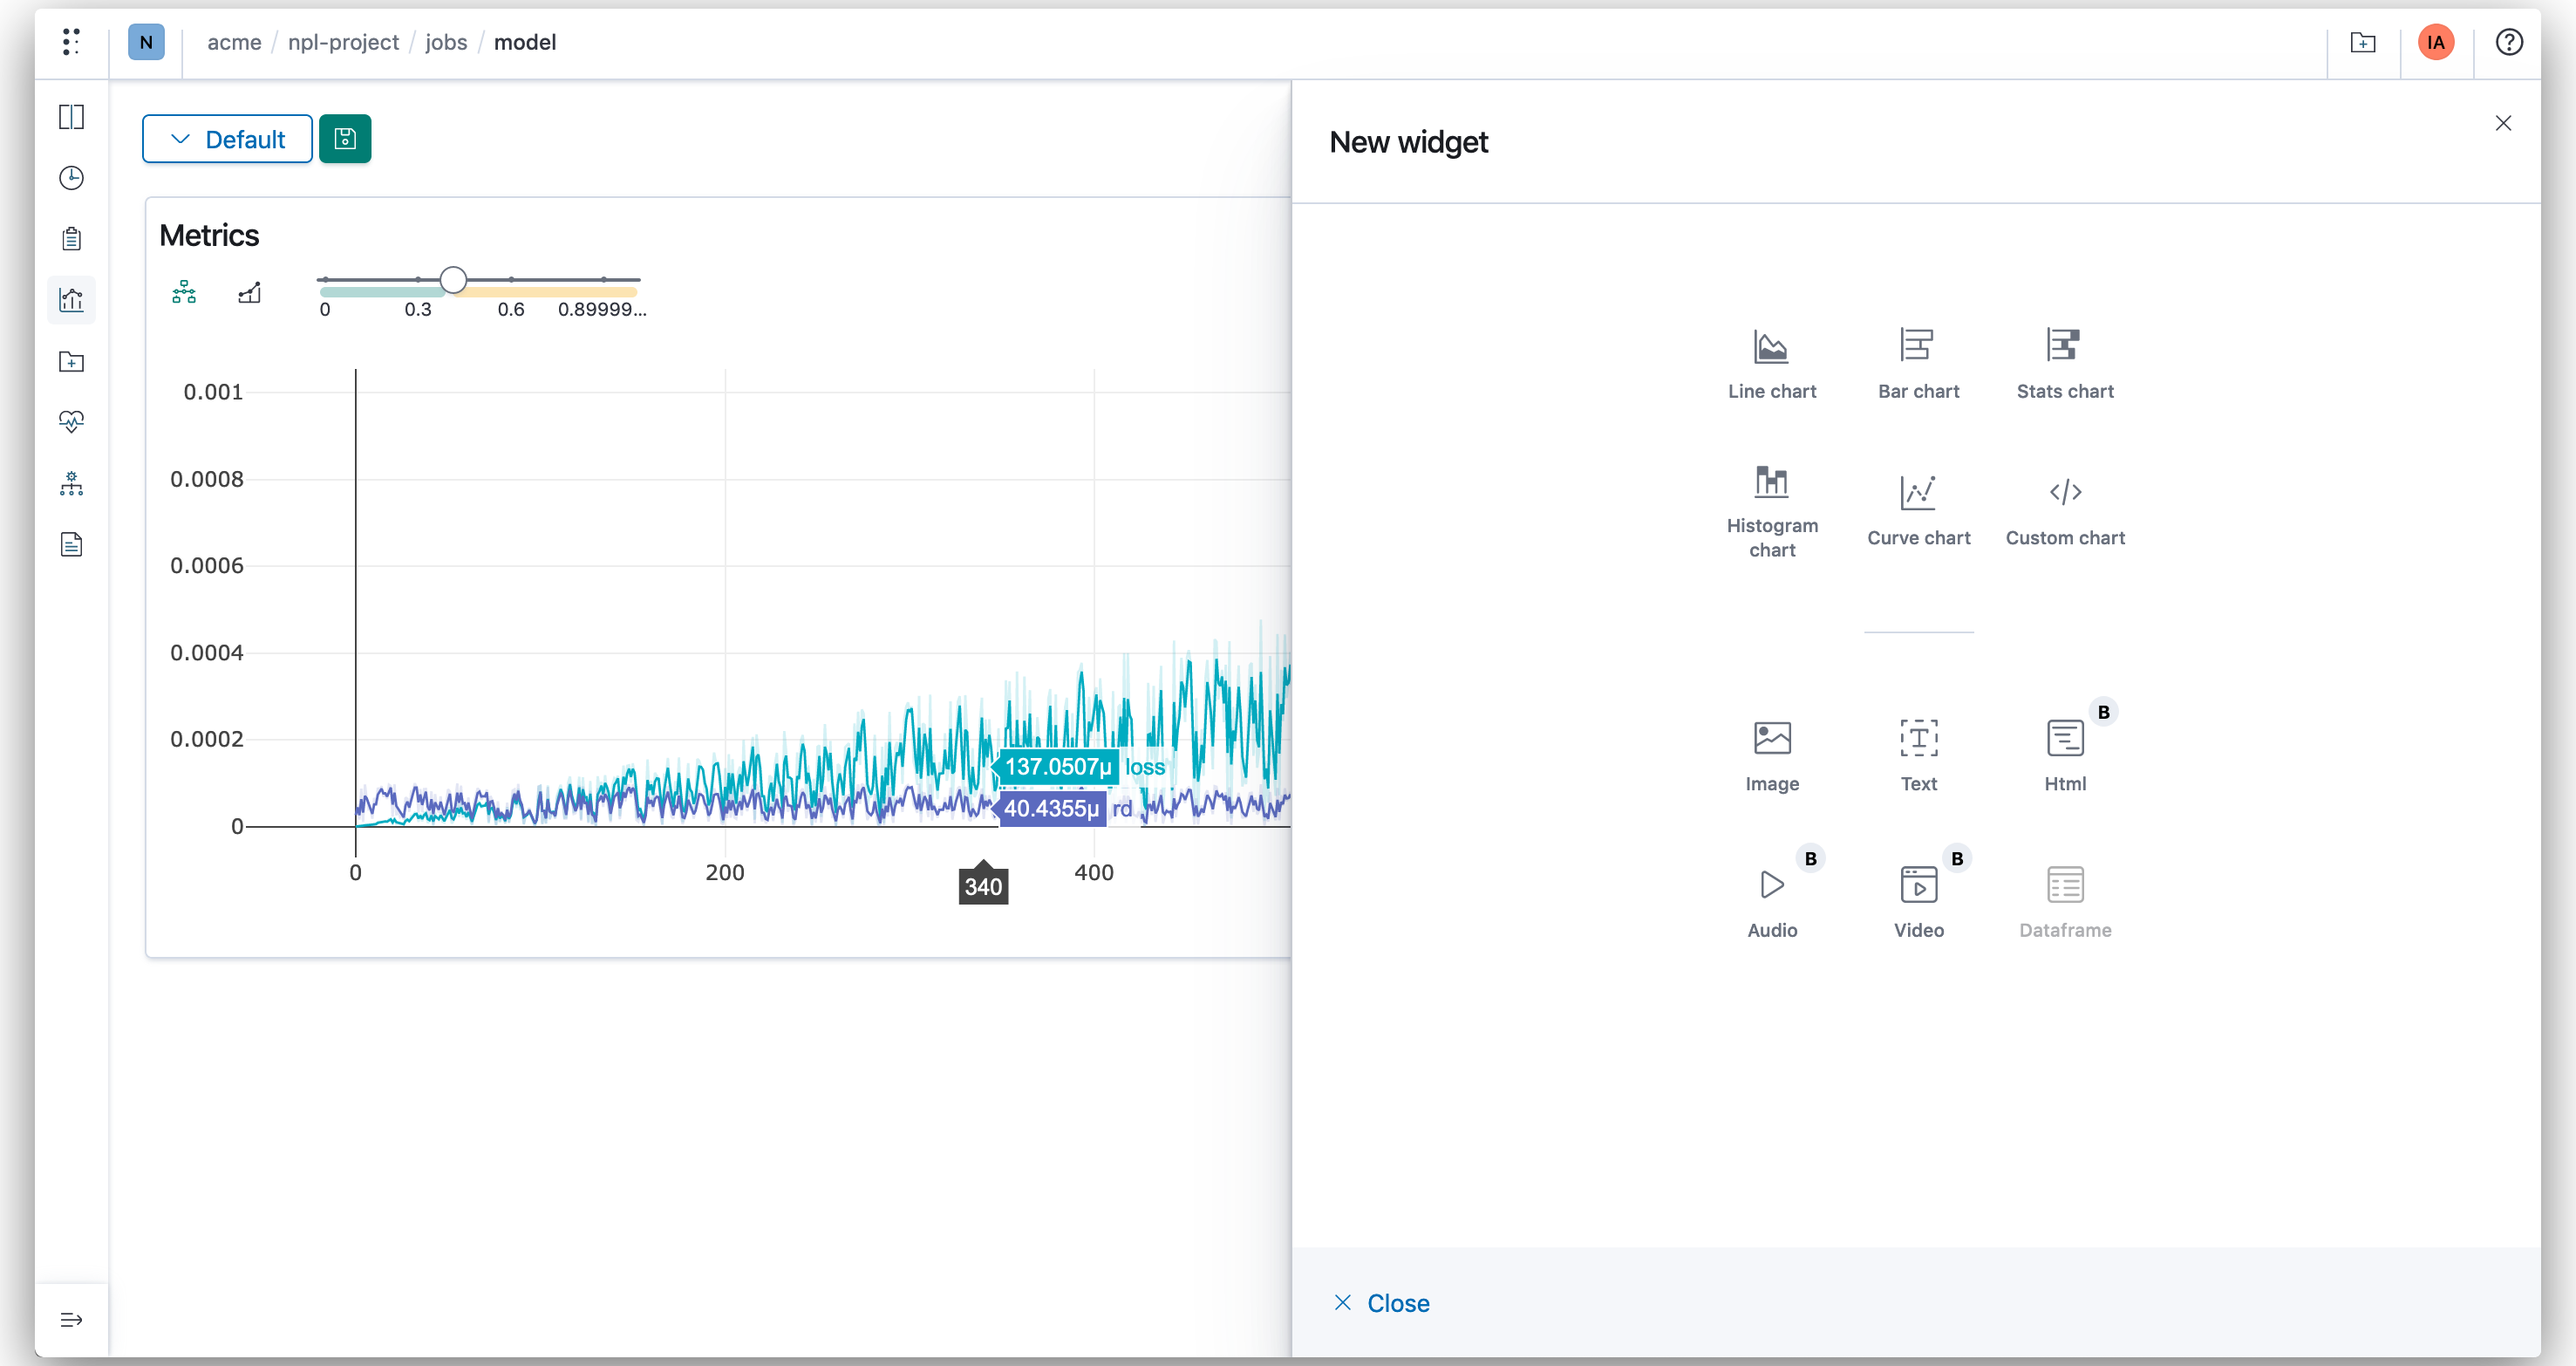 N
acme / npl-project / jobs / model
IA
Default
New widget
Metrics
0 0.3 0.6 0.89999...
0.001
0.0008
0.0006
0.0004
0.0002
0
137.0507μ loss
40.4355μ rd
0 200 400
340
Line chart Bar chart Stats chart
Histogram
chart
Curve chart Custom chart
B
Image Text Html
B B
Audio Video Dataframe
Close